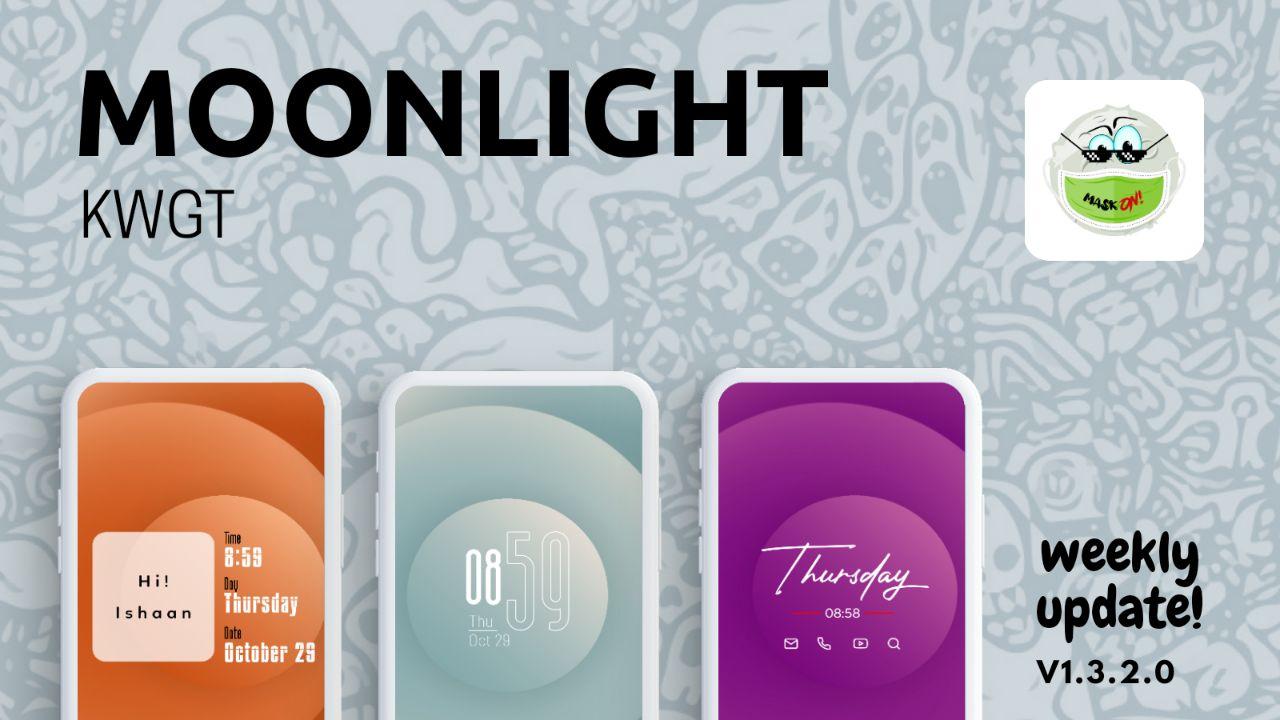 MOONLIGHT
KWGT
MASK ON!
Time
8:59
Hi!
Ishaan
Day
Thursday
Date
October 29
08 59
Thu
Oct 29
Thursday
08:58
weekly
update!
V1.3.2.0